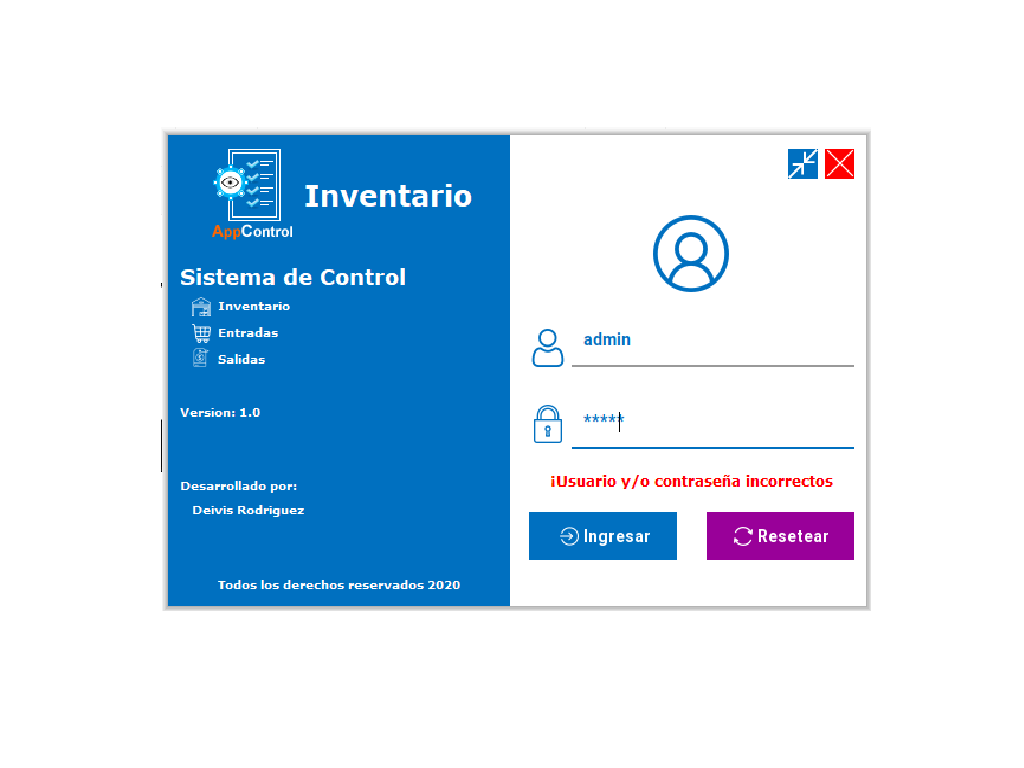 Inventario
AppControl
Sistema de Control
Inventario
Entradas
Salidas
Version: 1.0
Desarrollado por:
Deivis Rodriguez
Todos los derechos reservados 2020
admin
*****
¡Usuario y/o contraseña incorrectos
Ingresar
Resetear